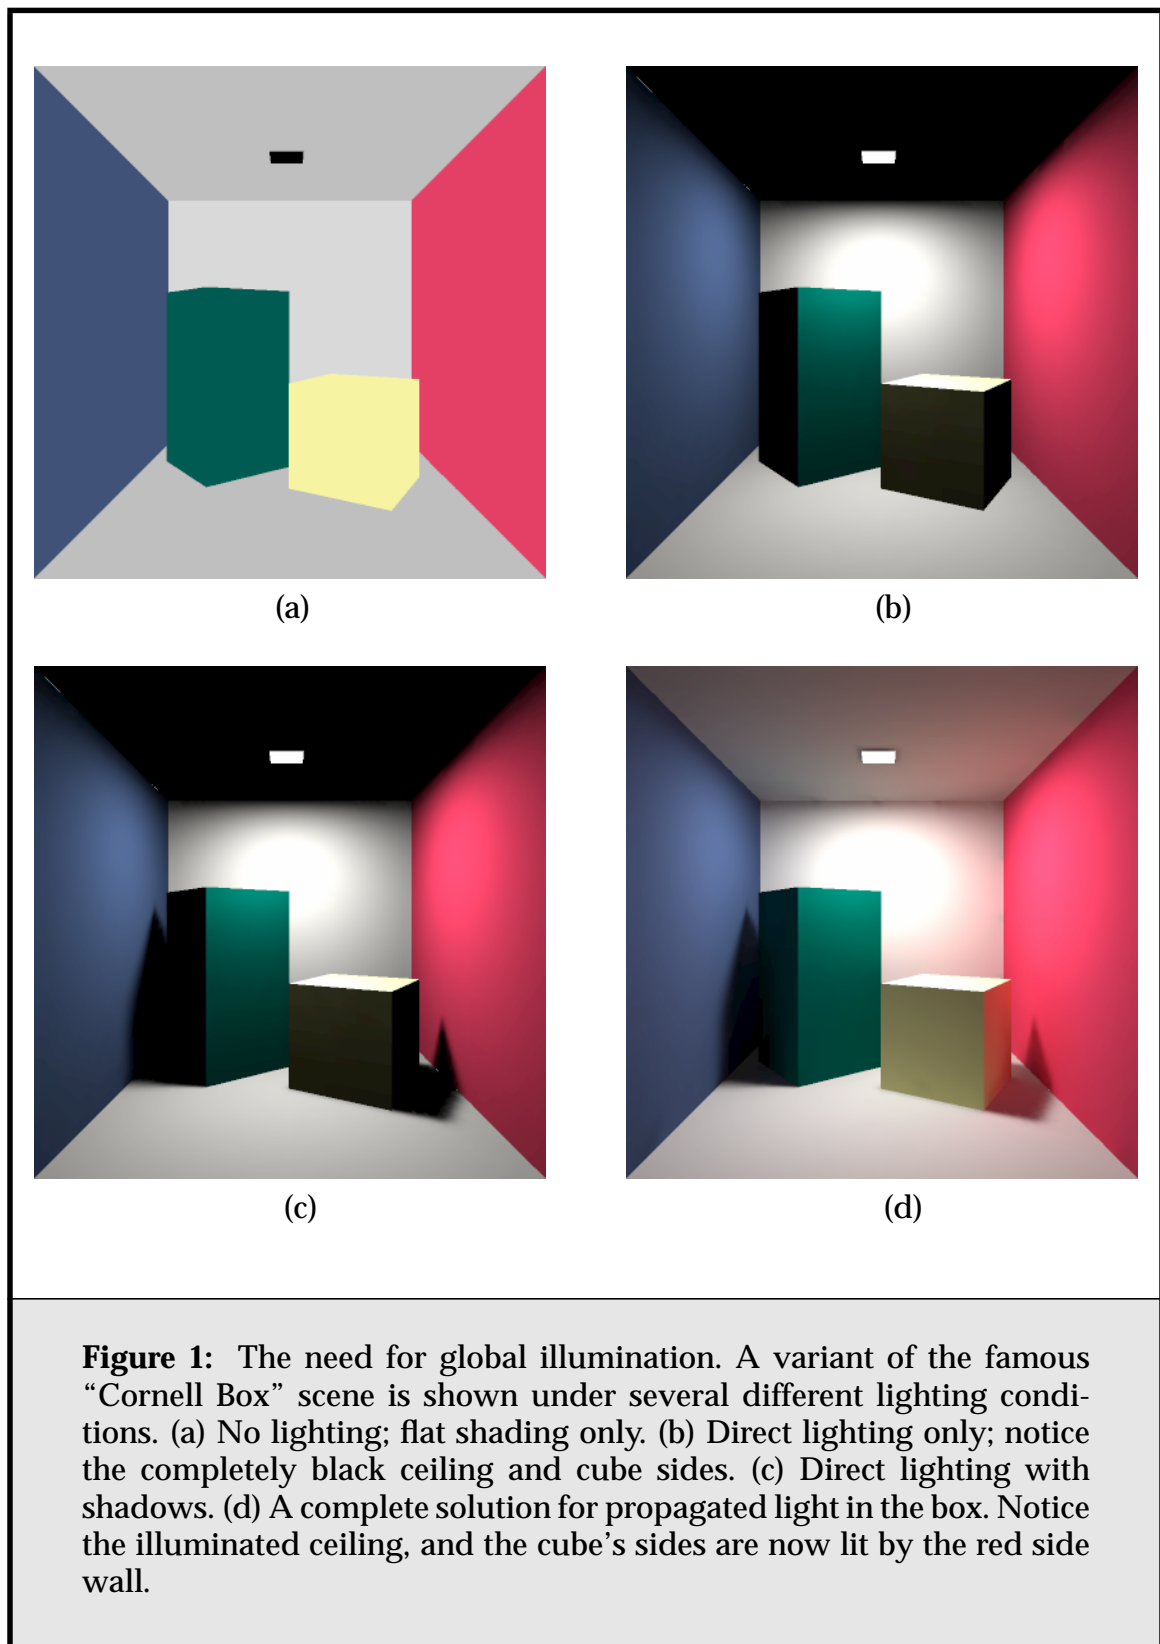 (a)
(b)
(c)
(d)
Figure 1: The need for global illumination. A variant of the famous
“Cornell Box” scene is shown under several different lighting condi-
tions. (a) No lighting; flat shading only. (b) Direct lighting only; notice
the completely black ceiling and cube sides. (c) Direct lighting with
shadows. (d) A complete solution for propagated light in the box. Notice
the illuminated ceiling, and the cube’s sides are now lit by the red side
wall.